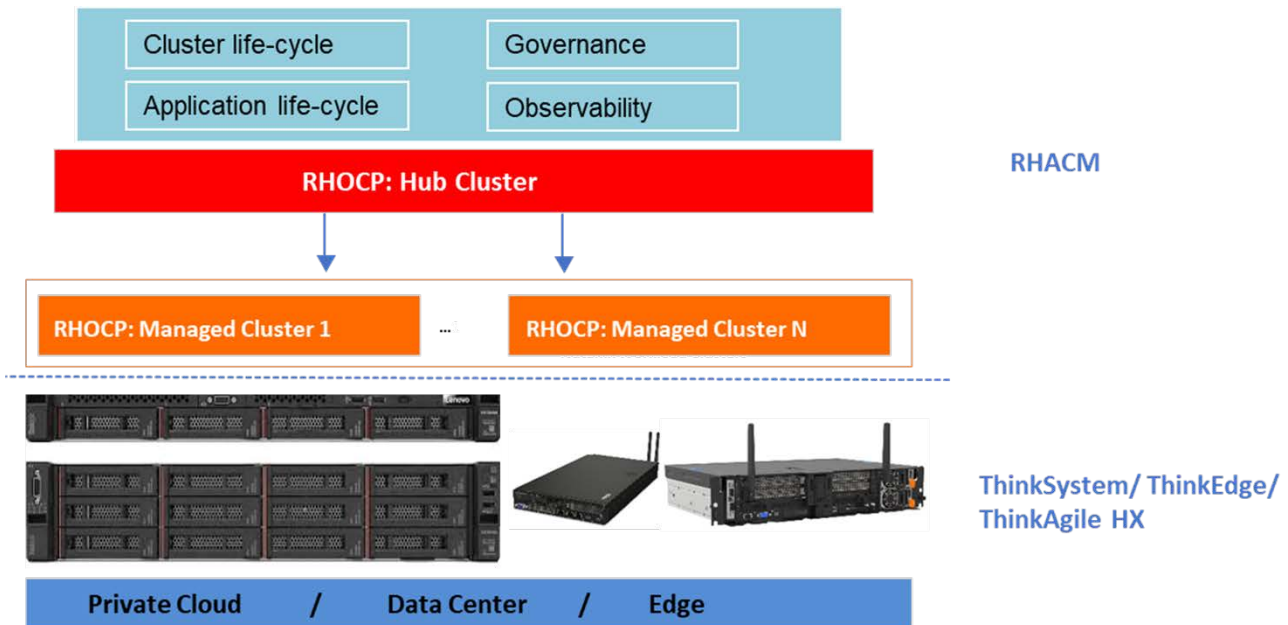 Cluster life-cycle
Governance
Application life-cycle
Observability
RHOCP: Hub Cluster
RHACM
RHOCP: Managed Cluster 1
...
RHOCP: Managed Cluster N
Lenovo
ThinkSystem/ ThinkEdge/
ThinkAgile HX
Private Cloud / Data Center / Edge